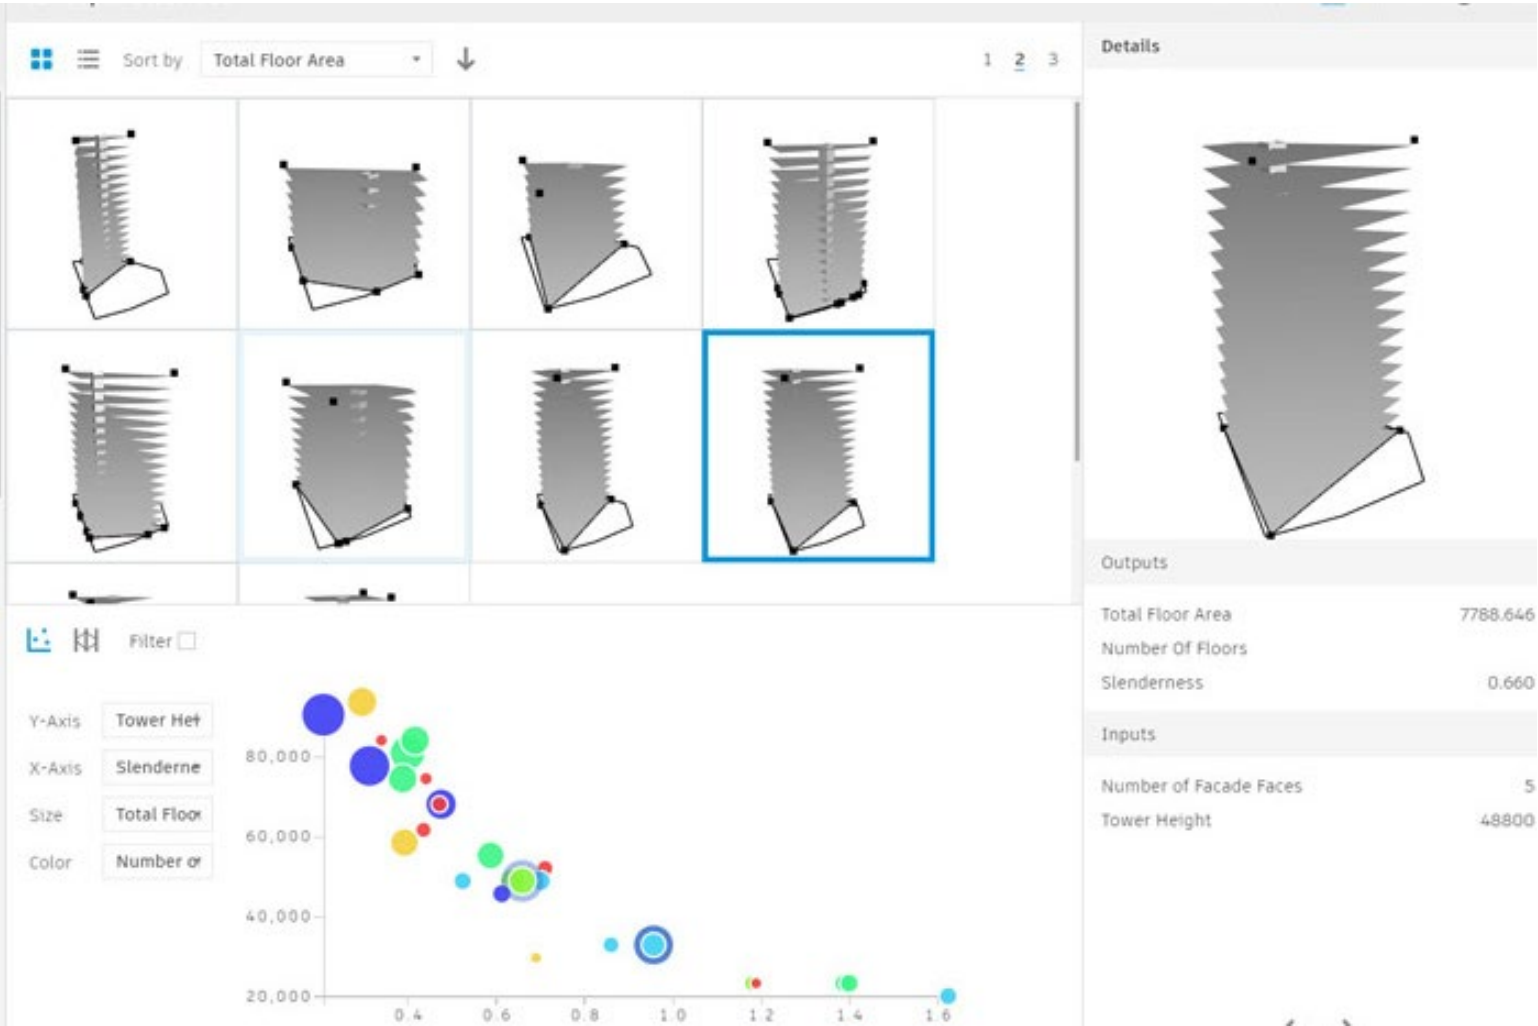 Sort by Total Floor Area 1 2 3
Details
Outputs
Total Floor Area 7788.646
Number Of Floors
Slenderness 0.660
Inputs
Number of Facade Faces 5
Tower Height 48800
Filter
Y-Axis Tower Het
X-Axis Slenderne
Size Total Floo
Color Number o
80,000
60,000
40,000
20,000
0.4 0.6 0.8 1.0 1.2 1.4 1.6